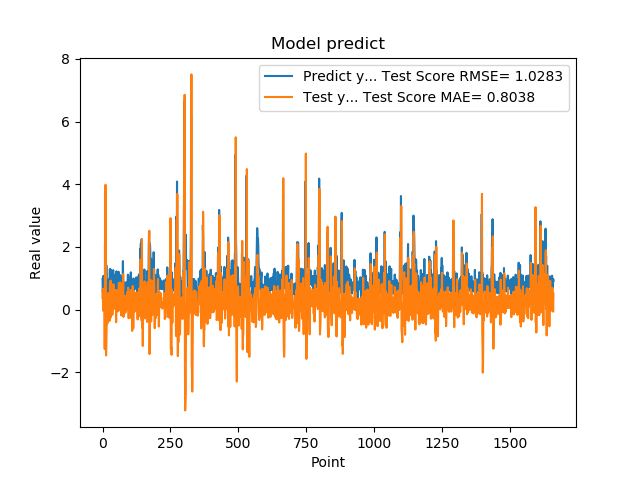 Model predict
Predict y... Test Score RMSE= 1.0283
Test y... Test Score MAE= 0.8038
8
6
4
2
0
−2
Real value
0 250 500 750 1000 1250 1500
Point